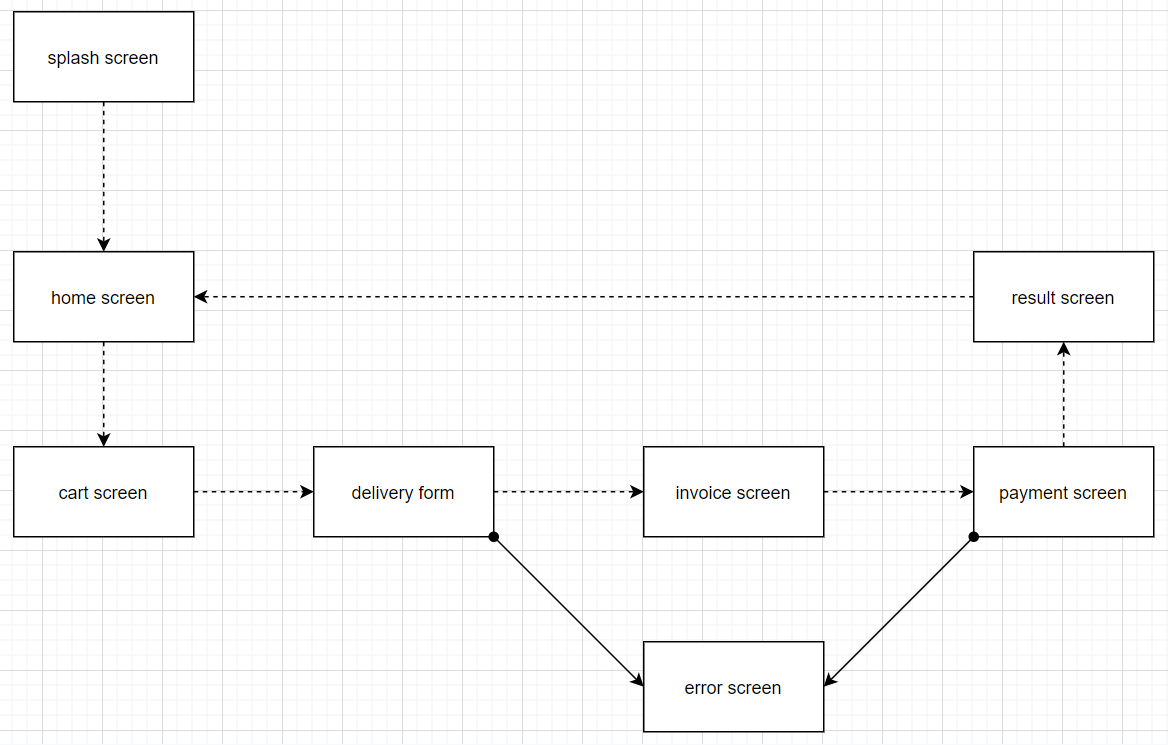 splash screen
home screen
result screen
cart screen
delivery form
invoice screen
payment screen
error screen